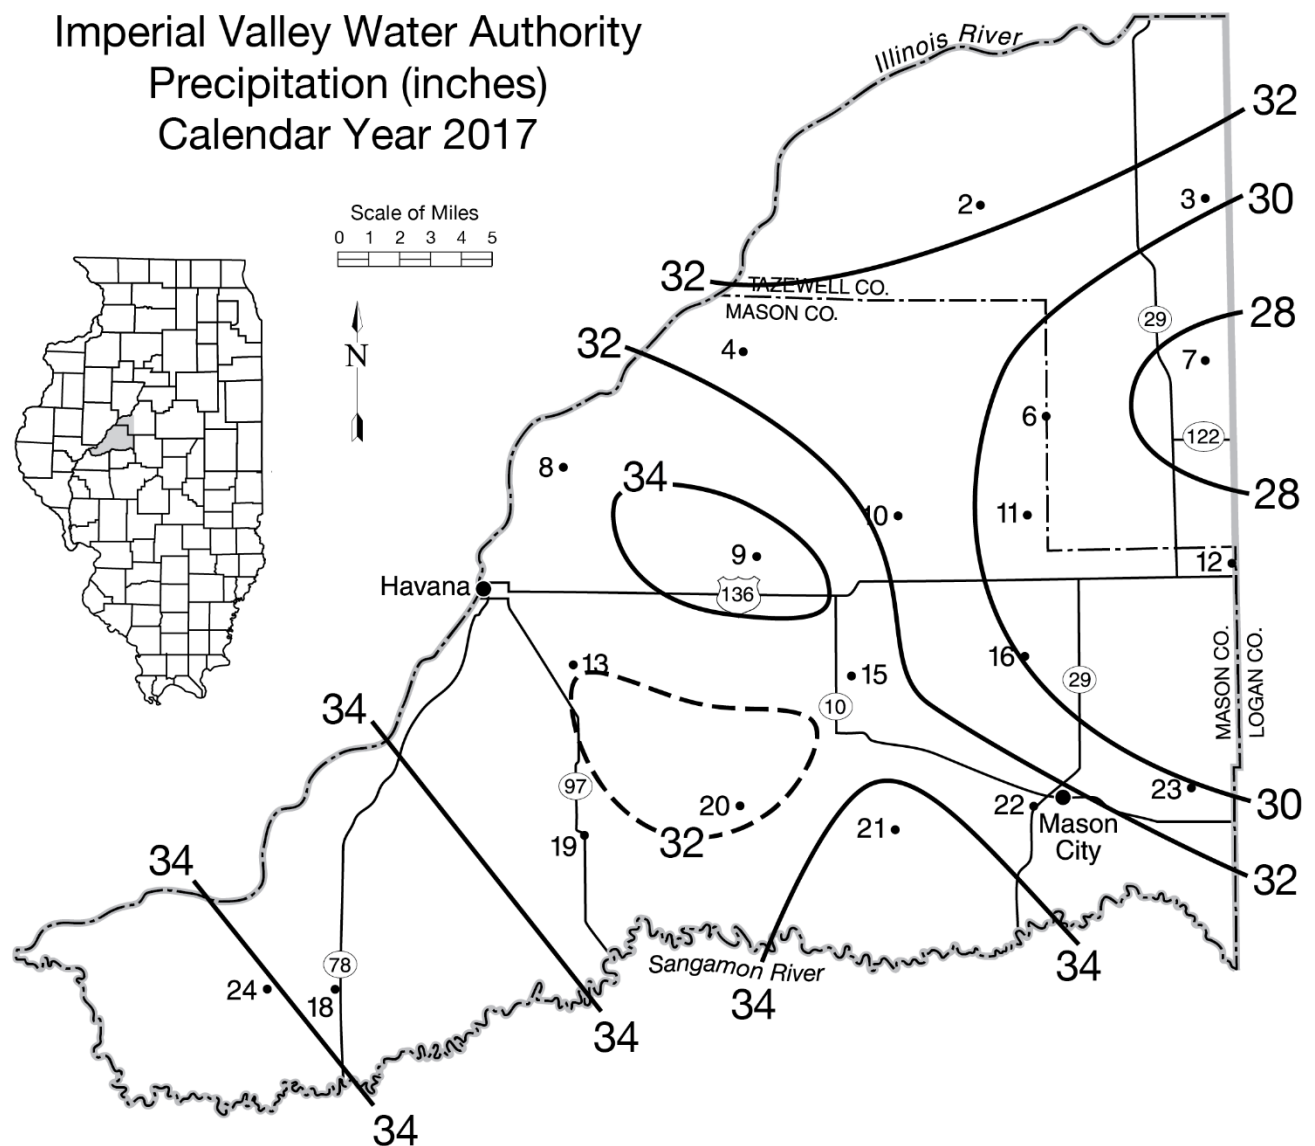 Imperial Valley Water Authority
Precipitation (inches)
Calendar Year 2017
Illinois River
32
Scale of Miles
0 1 2 3 4 5
2
3
30
32
TAZEWELL CO.
MASON CO.
29
28
N
32
4
7
6
122
8
34
28
10
11
9
12
Havana
136
13
15
16
29
MASON CO.
LOGAN CO.
34
10
97
20
22
23
30
32
19
21
Mason
City
34
32
78
Sangamon River
34
24
18
34
34
34